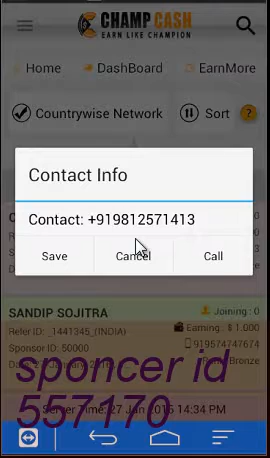 CHAMP CASH
EARN LIKE CHAMPION
Home
DashBoard
EarnMore
Countrywise Network
Sort
?
Contact Info
Contact: +919812571413
Save
Cancel
Call
SANDIP SOJITRA
Joining : 0
Refer ID: _1441345_(INDIA)
Earning : $ 1.000
Sponsor ID: 50000
919574747674
Bronze
sponcer id
557170
Server Time: 27 Jun 2016 14:34 PM